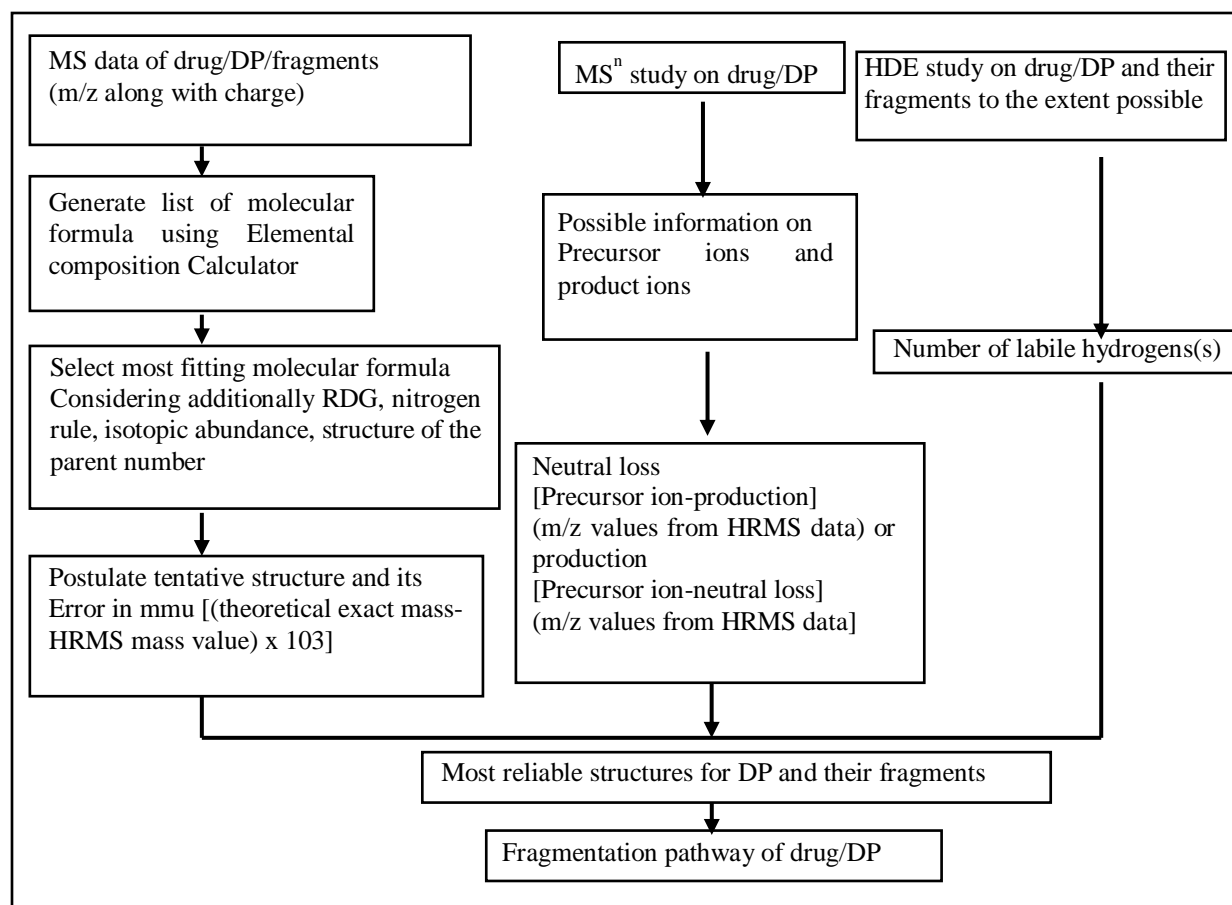 MS data of drug/DP/fragments
(m/z along with charge)
Generate list of molecular
formula using Elemental
composition Calculator
Select most fitting molecular formula
Considering additionally RDG, nitrogen
rule, isotopic abundance, structure of the
parent number
Postulate tentative structure and its
Error in mmu [(theoretical exact mass-
HRMS mass value) x 103]
MSⁿ study on drug/DP
Possible information on
Precursor ions and
product ions
Neutral loss
[Precursor ion-production]
(m/z values from HRMS data) or
production
[Precursor ion-neutral loss]
(m/z values from HRMS data]
HDE study on drug/DP and their
fragments to the extent possible
Number of labile hydrogens(s)
Most reliable structures for DP and their fragments
Fragmentation pathway of drug/DP